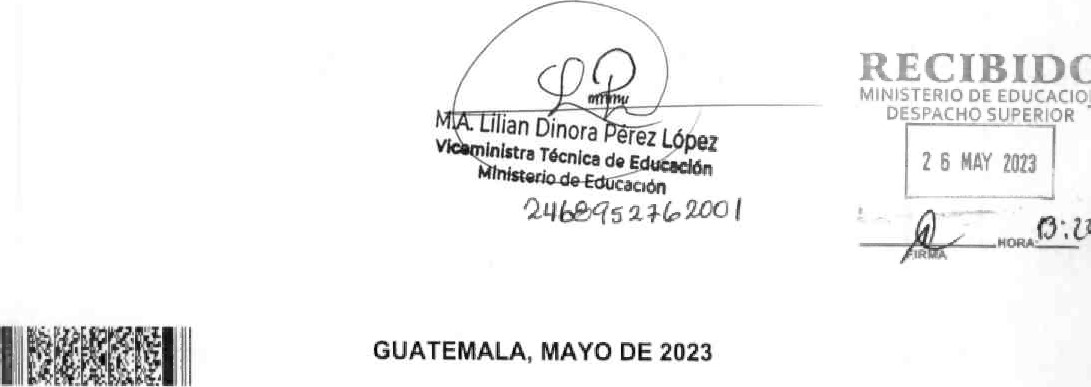 M.A. Lilian Dinora Pérez López
Viceministra Técnica de Educación
Ministerio de Educación
2468952762001
RECIBIDO
MINISTERIO DE EDUCACIO
DESPACHO SUPERIOR
26 MAY 2023
FIRMA HORA:
GUATEMALA, MAYO DE 2023